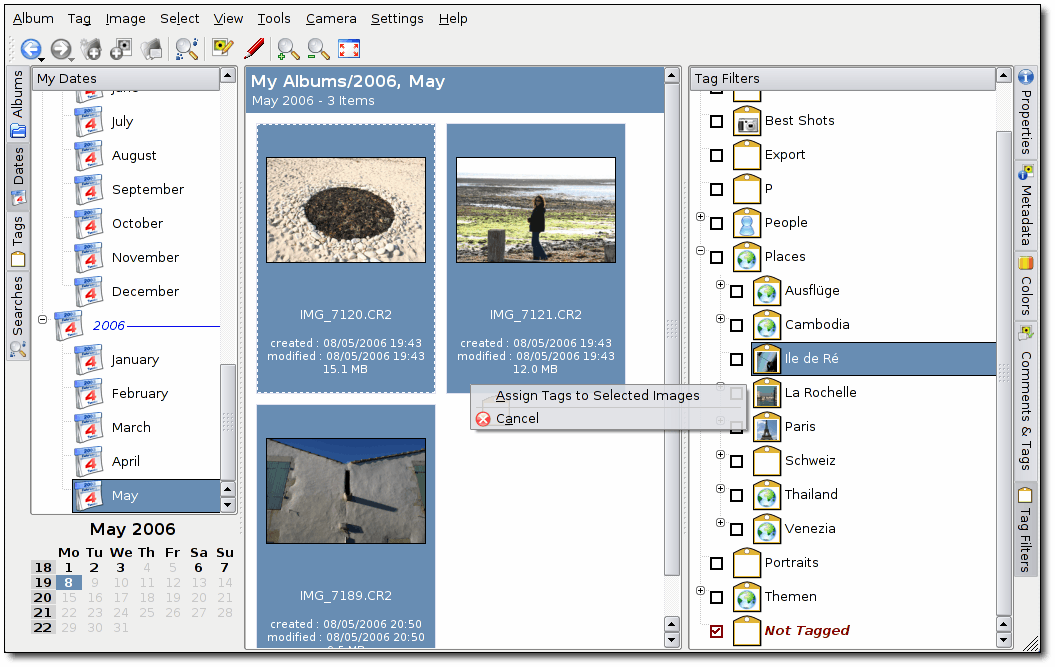 Album Tag Image Select View Tools Camera Settings Help
Albums
Dates
Tags
Searches
My Dates
July
August
September
October
November
December
2006
January
February
March
April
May
May 2006
Mo Tu We Th Fr Sa Su
18 1 2 3 4 5 6 7
19 8 9 10 11 12 13 14
20 15 16 17 18 19 20 21
21 22 23 24 25 26 27 28
22 29 30 31
My Albums/2006, May
May 2006 - 3 Items
IMG_7120.CR2
created : 08/05/2006 19:43
modified : 08/05/2006 19:43
15.1 MB
IMG_7121.CR2
created : 08/05/2006 19:43
modified : 08/05/2006 19:43
12.0 MB
IMG_7189.CR2
created : 08/05/2006 20:50
modified : 08/05/2006 20:50
Assign Tags to Selected Images
Cancel
Tag Filters
Best Shots
Export
P
People
Places
Ausflüge
Cambodia
Ile de Ré
La Rochelle
Paris
Schweiz
Thailand
Venezia
Portraits
Themen
Not Tagged
Properties
Metadata
Colors
Comments & Tags
Tag Filters